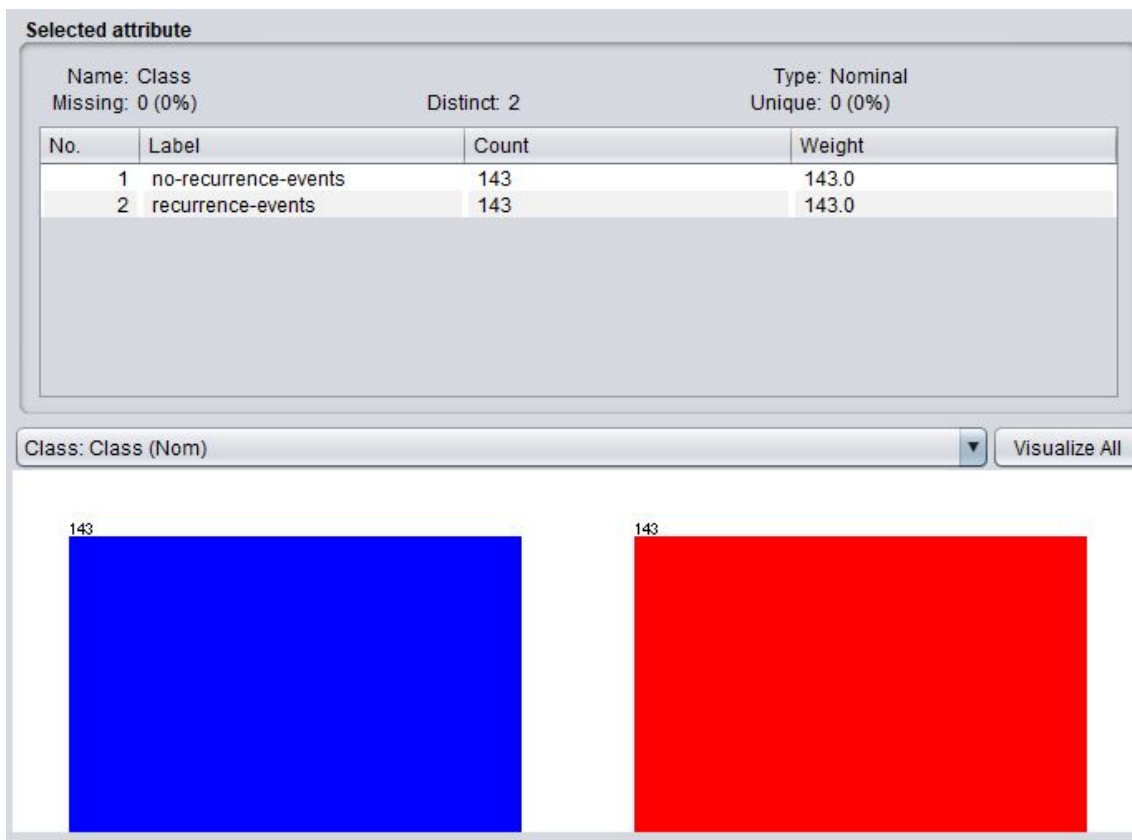 Selected attribute
Name: Class Type: Nominal
Missing: 0 (0%) Distinct: 2 Unique: 0 (0%)
No. Label Count Weight
1 no-recurrence-events 143 143.0
2 recurrence-events 143 143.0
Class: Class (Nom) Visualize All
143 143